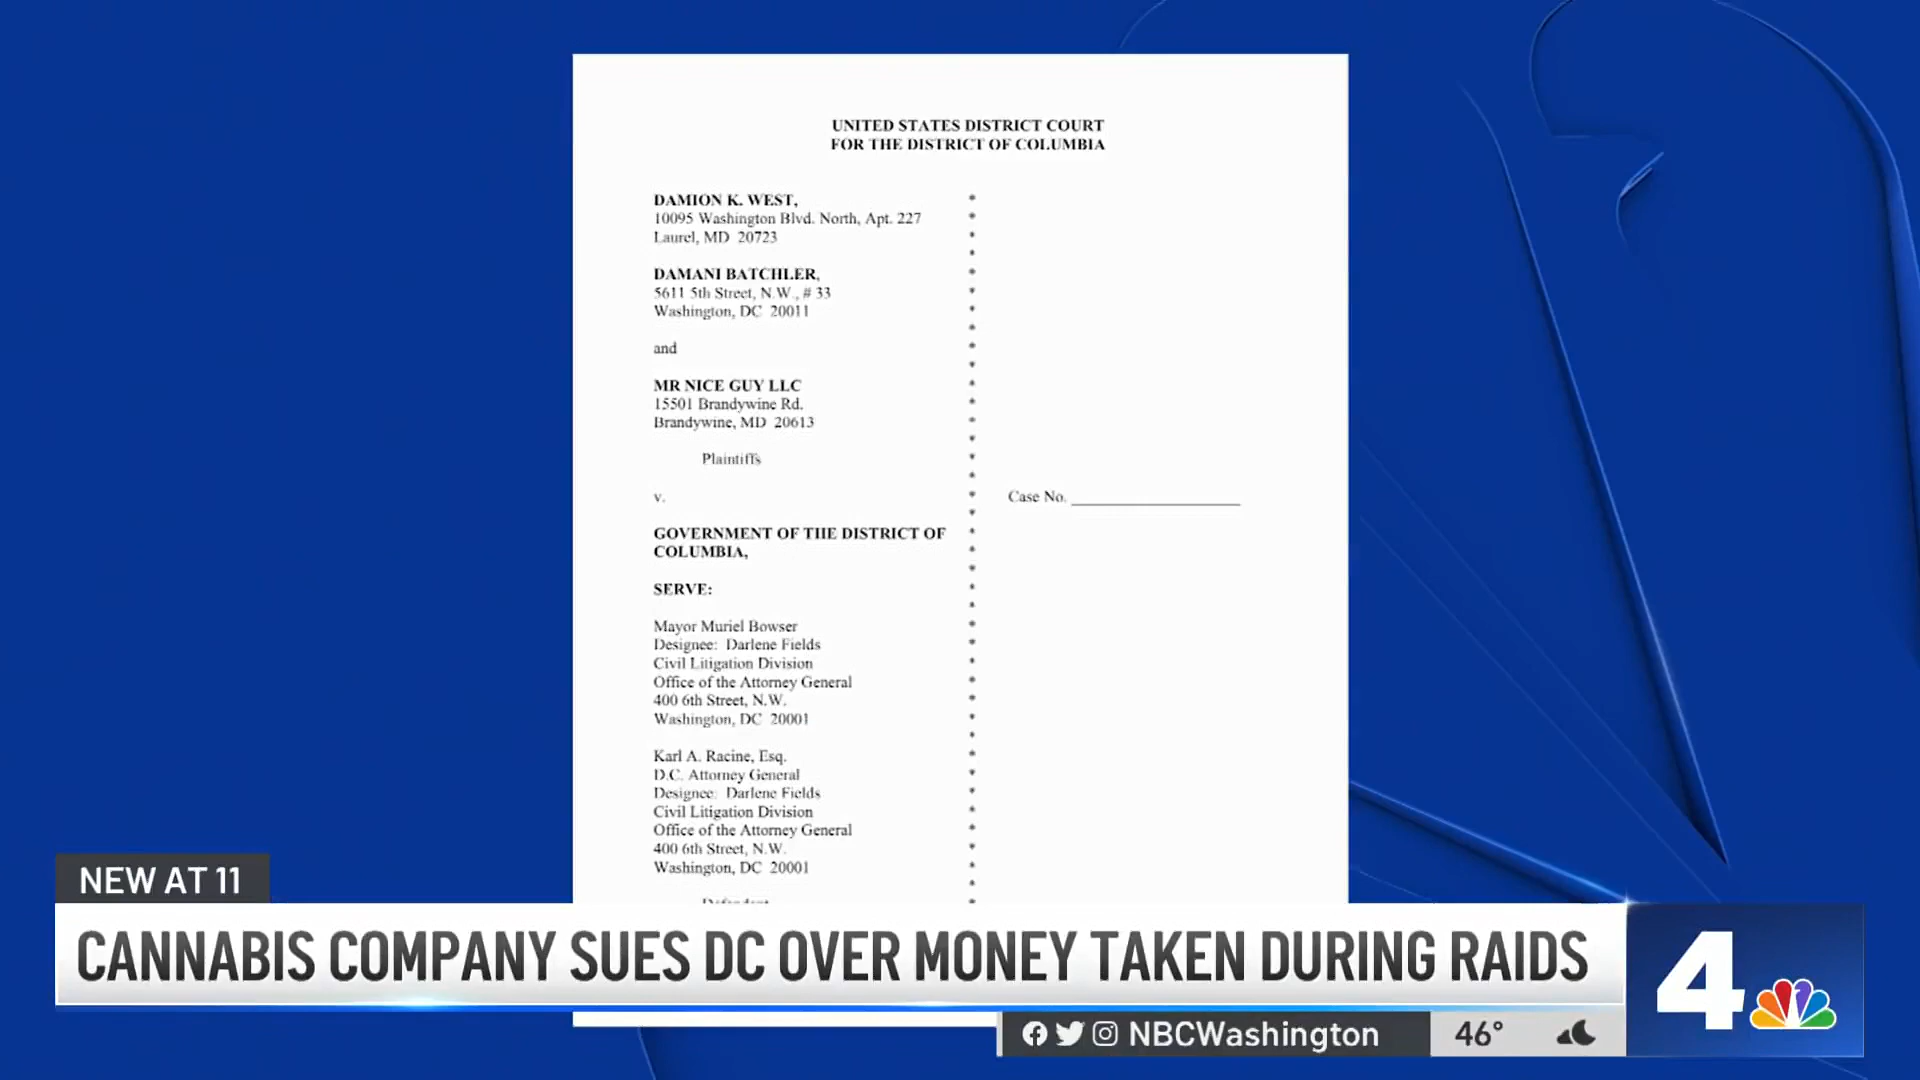 UNITED STATES DISTRICT COURT
FOR THE DISTRICT OF COLUMBIA
DAMION K. WEST,
10095 Washington Blvd. North, Apt. 227
Laurel, MD 20723
DAMANI BATCHLER,
5611 5th Street, N.W., # 33
Washington, DC 20011
and
MR NICE GUY LLC
15501 Brandywine Rd.
Brandywine, MD 20613
Plaintiffs
v.
Case No.
GOVERNMENT OF THE DISTRICT OF
COLUMBIA,
SERVE:
Mayor Muriel Bowser
Designee: Darlene Fields
Civil Litigation Division
Office of the Attorney General
400 6th Street, N.W.
Washington, DC 20001
Karl A. Racine, Esq.
D.C. Attorney General
Designee: Darlene Fields
Civil Litigation Division
Office of the Attorney General
400 6th Street, N.W.
Washington, DC 20001
Defendant
NEW AT 11
CANNABIS COMPANY SUES DC OVER MONEY TAKEN DURING RAIDS
NBCWashington
46°
4